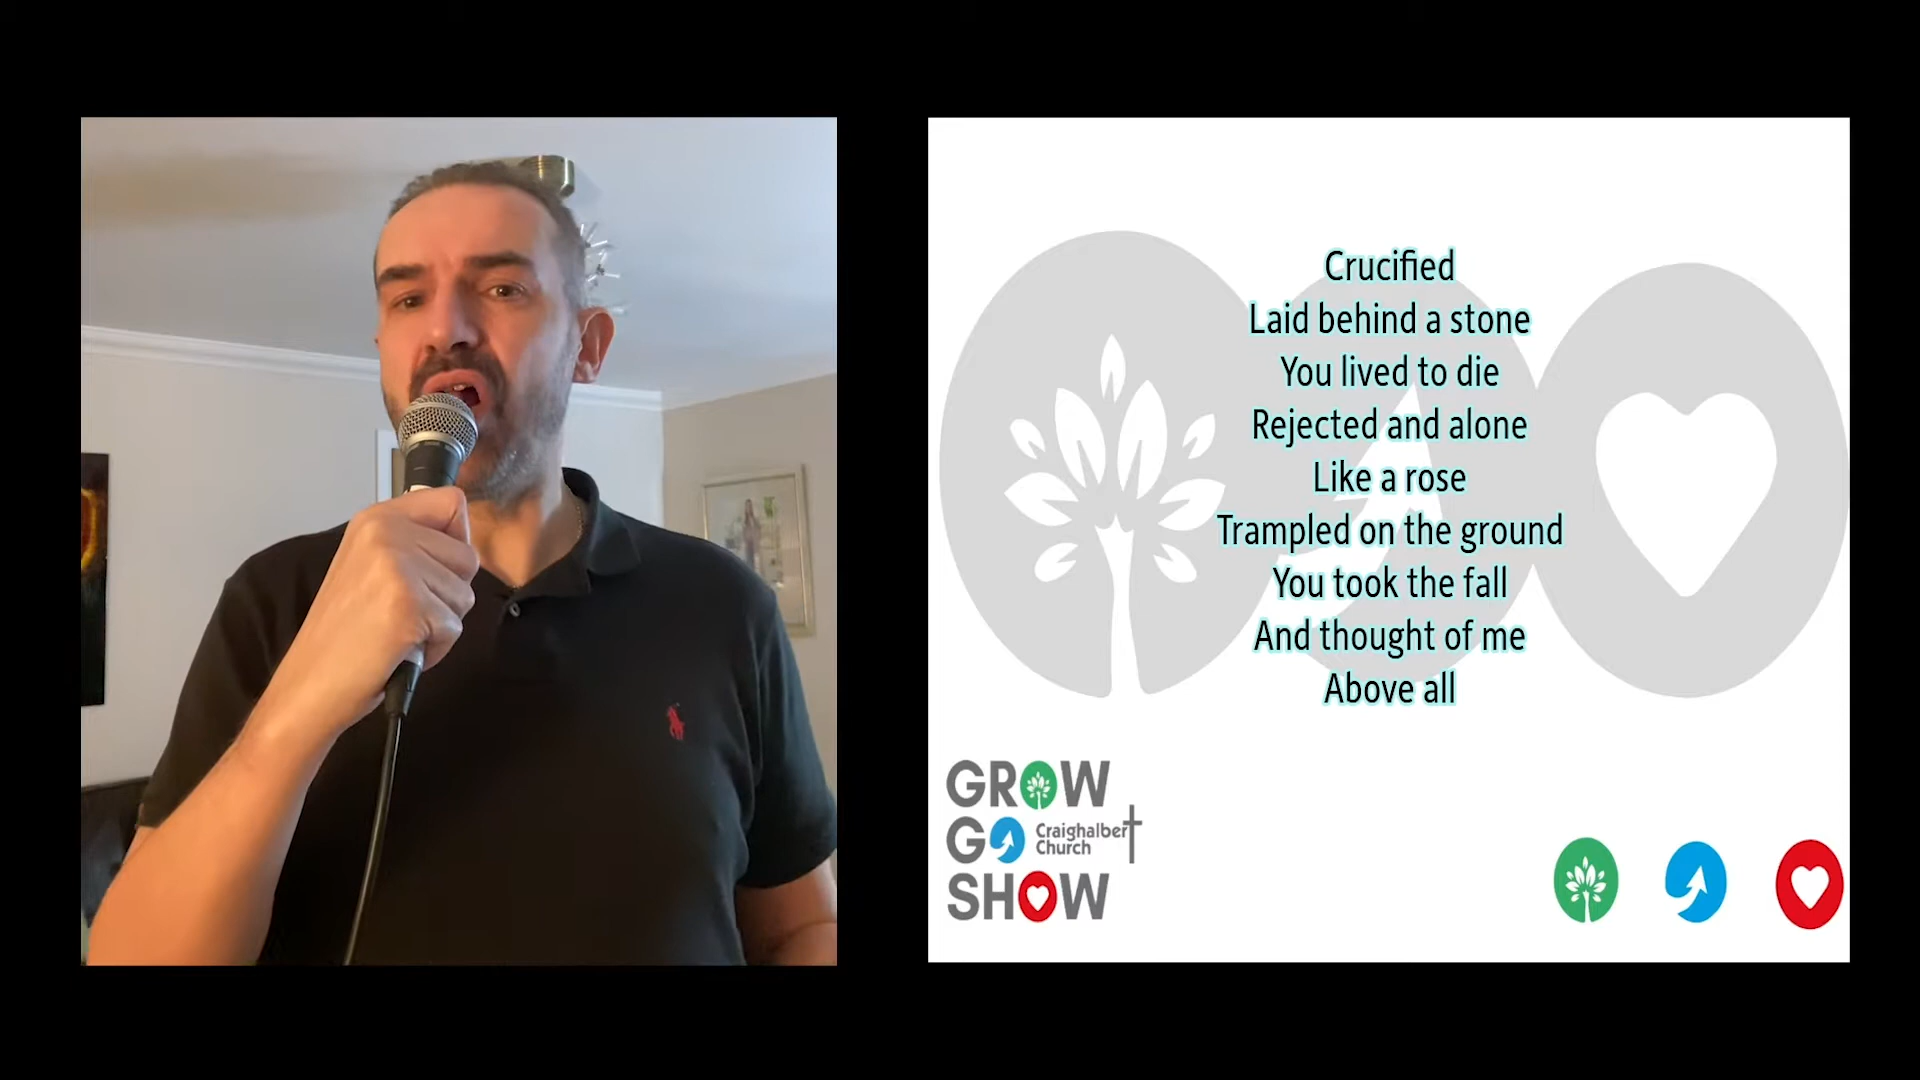 Crucified
Laid behind a stone
You lived to die
Rejected and alone
Like a rose
Trampled on the ground
You took the fall
And thought of me
Above all
GROW
GO
Craighalbert
Church
SHOW